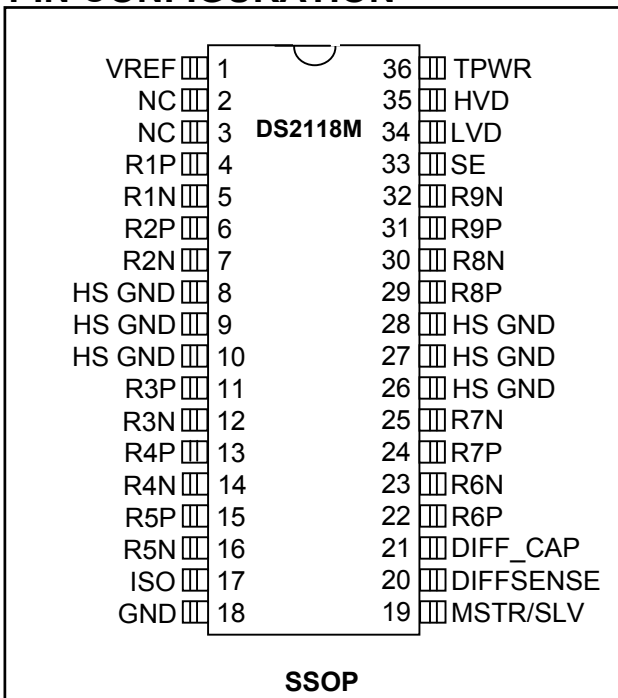 VREF 1 36 TPWR
NC 2 35 HVD
NC 3 DS2118M 34 LVD
R1P 4 33 SE
R1N 5 32 R9N
R2P 6 31 R9P
R2N 7 30 R8N
HS GND 8 29 R8P
HS GND 9 28 HS GND
HS GND 10 27 HS GND
R3P 11 26 HS GND
R3N 12 25 R7N
R4P 13 24 R7P
R4N 14 23 R6N
R5P 15 22 R6P
R5N 16 21 DIFF_CAP
ISO 17 20 DIFFSENSE
GND 18 19 MSTR/SLV
SSOP